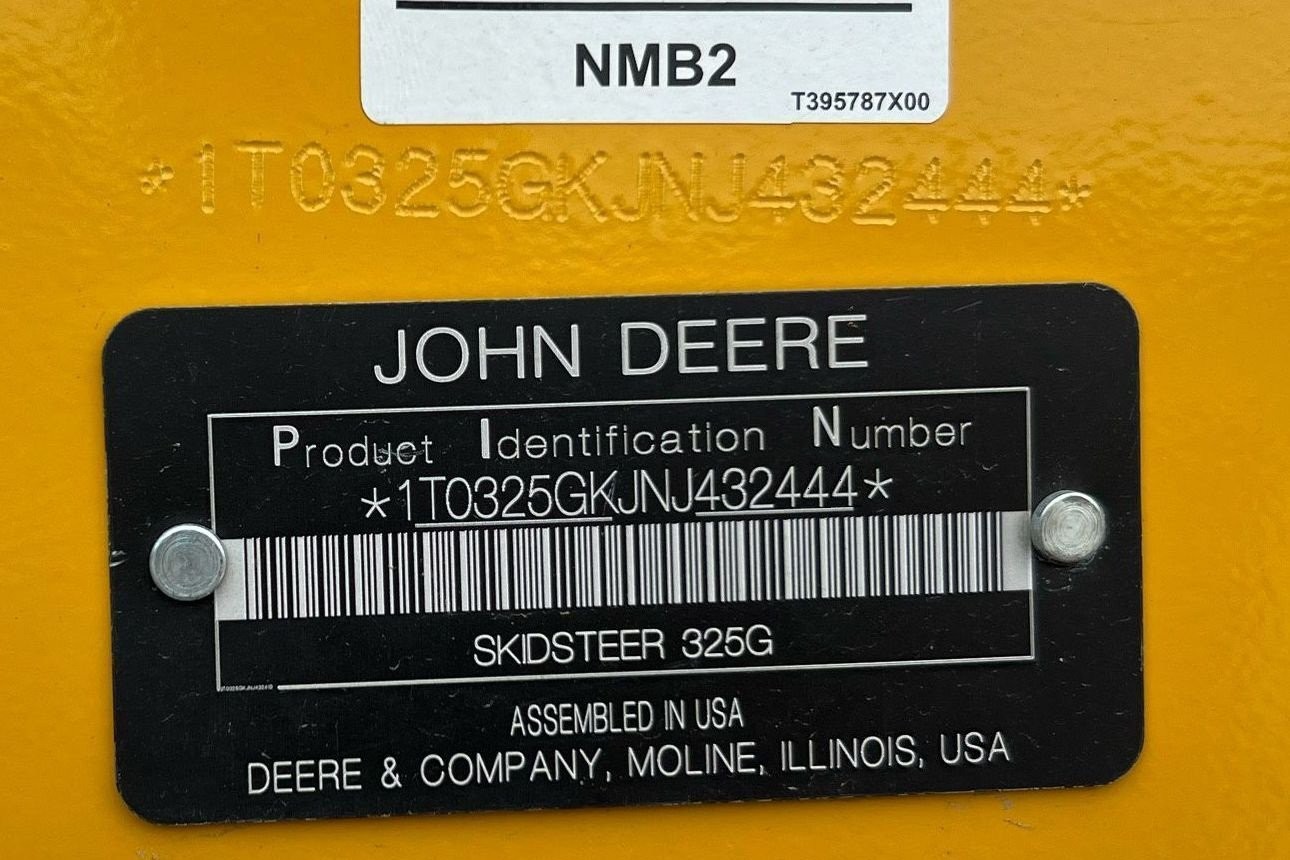 NMB2
T395787X00
*1T0325GKJNJ432444*
JOHN DEERE
Product Identification Number
*1T0325GKJNJ432444*
SKIDSTEER 325G
ASSEMBLED IN USA
DEERE & COMPANY, MOLINE, ILLINOIS, USA